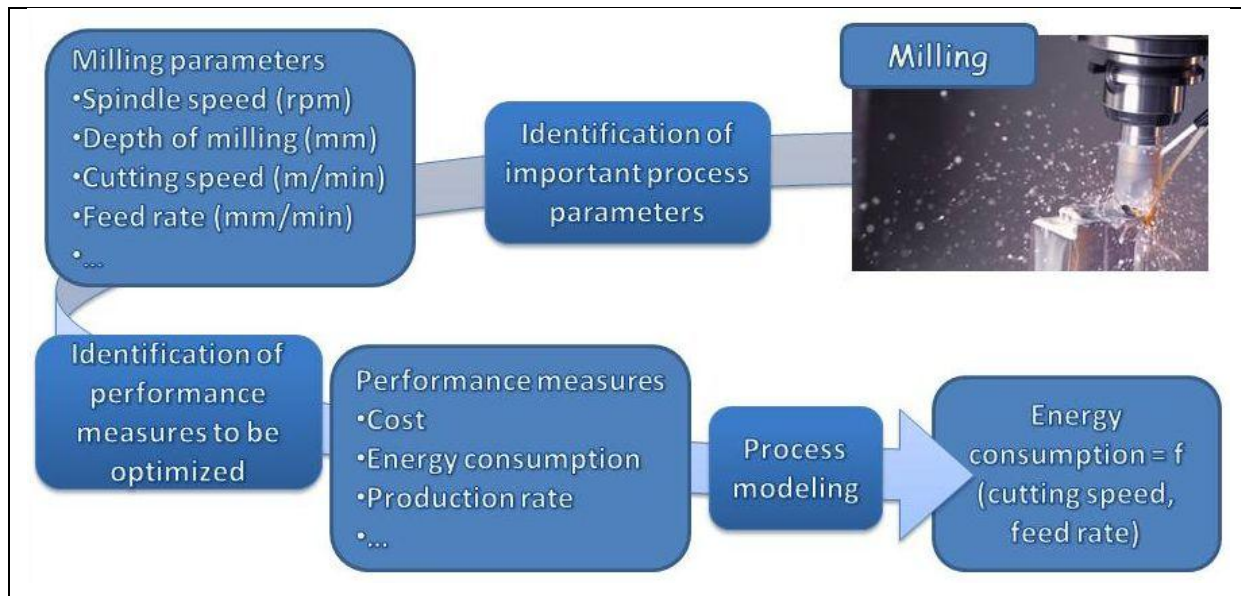 Milling
Identification of
important process
parameters
Milling parameters
•Spindle speed (rpm)
•Depth of milling (mm)
•Cutting speed (m/min)
•Feed rate (mm/min)
•...
Identification of
performance
measures to be
optimized
Performance measures
•Cost
•Energy consumption
•Production rate
•...
Process
modeling
Energy
consumption = f
(cutting speed,
feed rate)